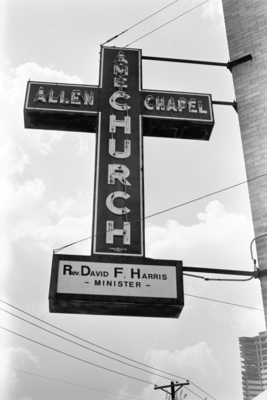 A.M.E.
ALLEN CHAPEL
CHURCH
REV. DAVID F. HARRIS
- MINISTER -